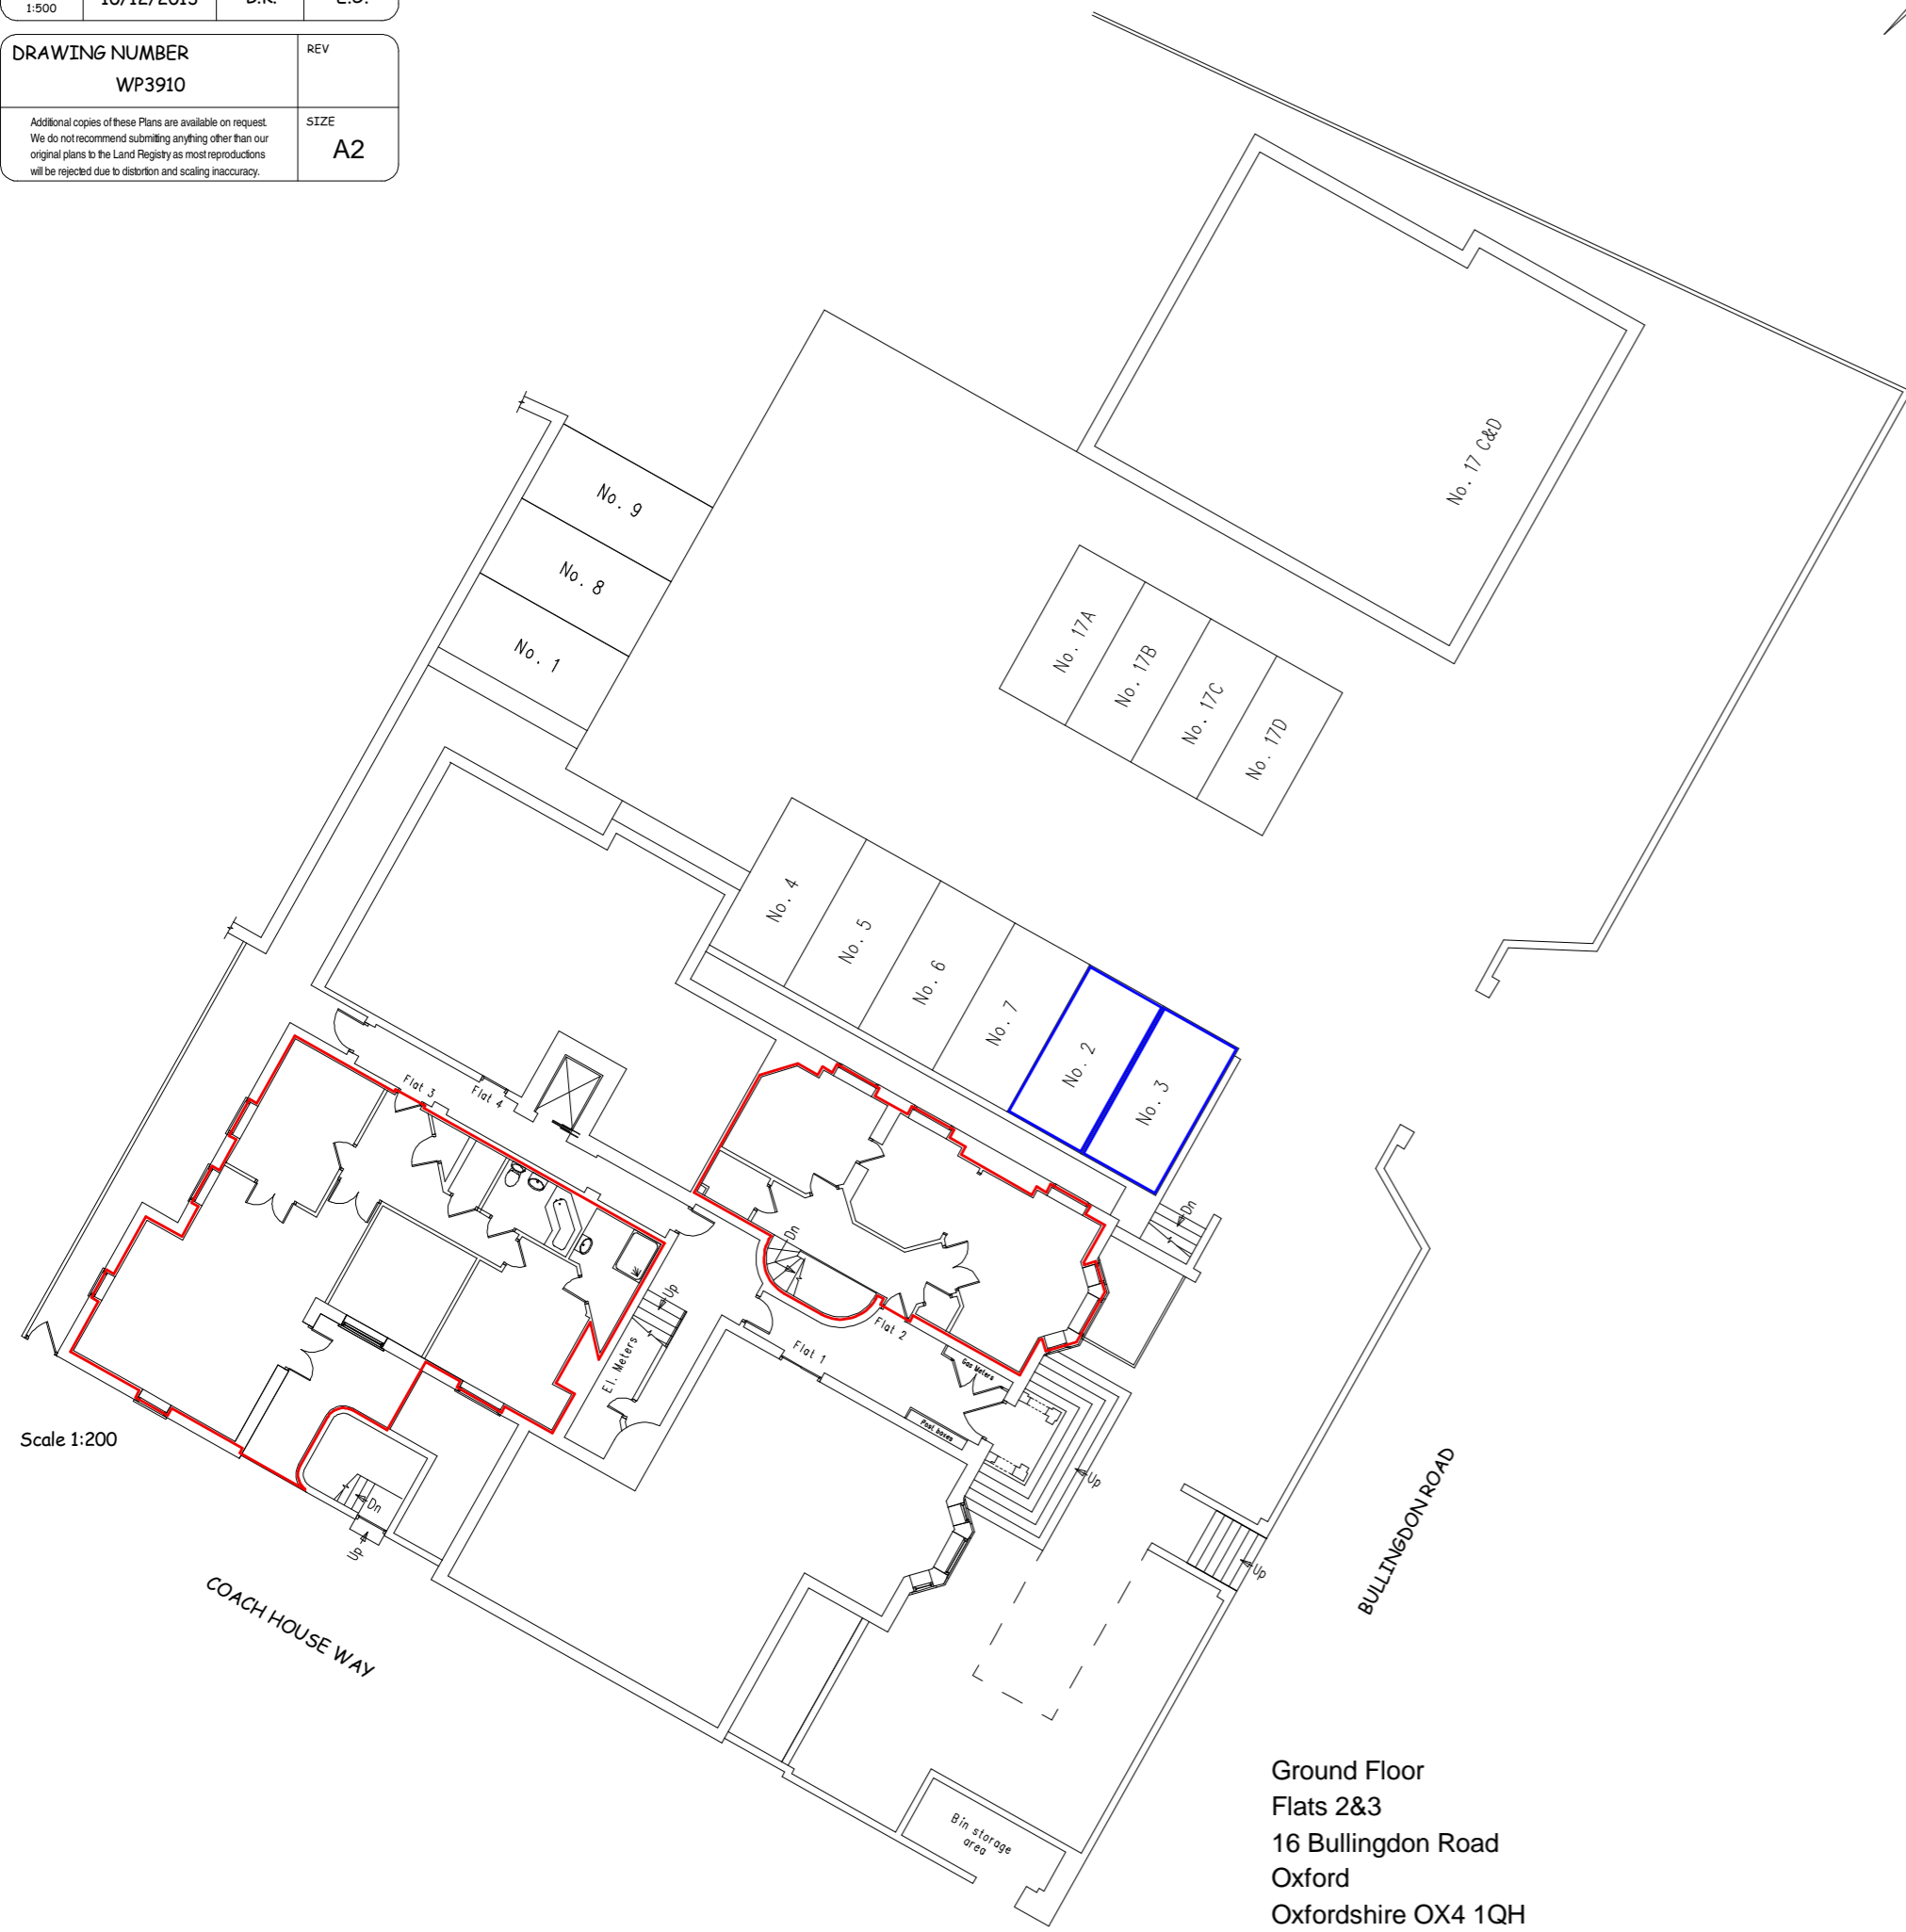 1:500
DRAWING NUMBER
WP3910
REV
Additional copies of these Plans are available on request.
We do not recommend submitting anything other than our
original plans to the Land Registry as most reproductions
will be rejected due to distortion and scaling inaccuracy.
SIZE
A2
No. 17 C&D
No. 9
No. 8
No. 1
No. 17A
No. 17B
No. 17C
No. 17D
No. 4
No. 5
No. 6
No. 7
No. 2
No. 3
Flat 3
Flat 4
Dn
Dn
Up
El. Meters
Flat 2
Flat 1
Gas Meters
Post boxes
Scale 1:200
Dn
Up
Up
Up
COACH HOUSE WAY
BULLINGDON ROAD
Bin storage
area
Ground Floor
Flats 2&3
16 Bullingdon Road
Oxford
Oxfordshire OX4 1QH